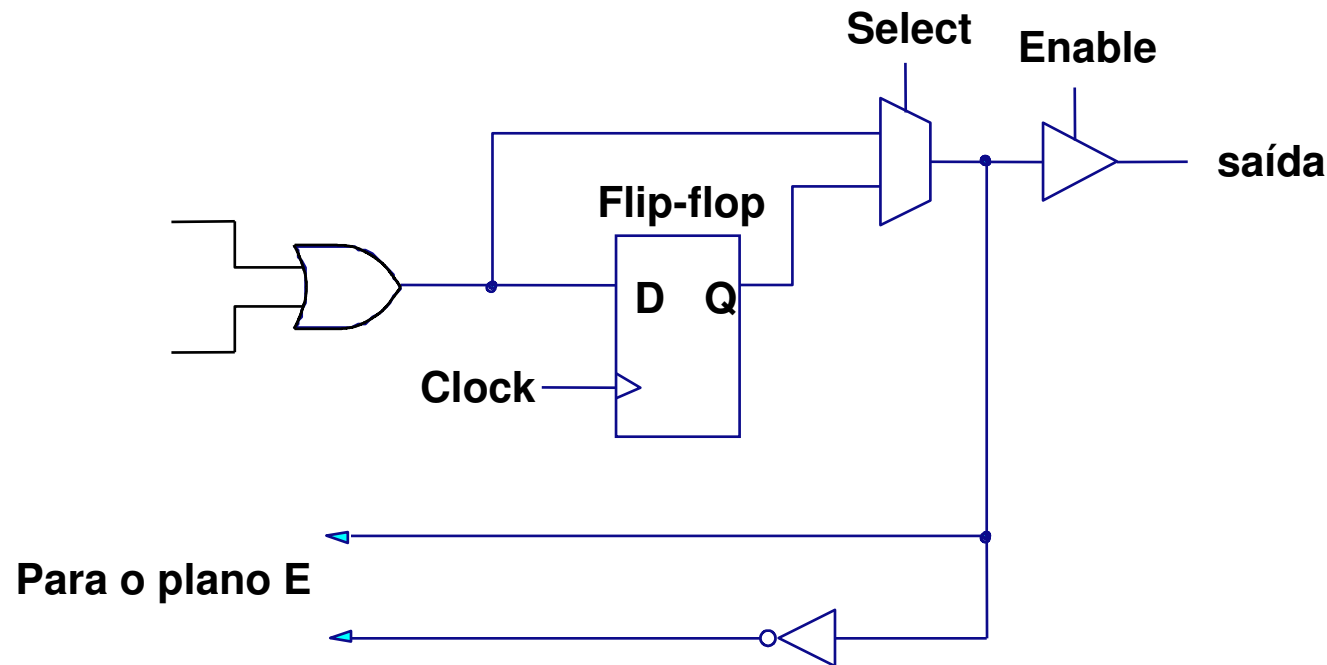 Select
Enable
saída
Flip-flop
D Q
Clock
Para o plano E